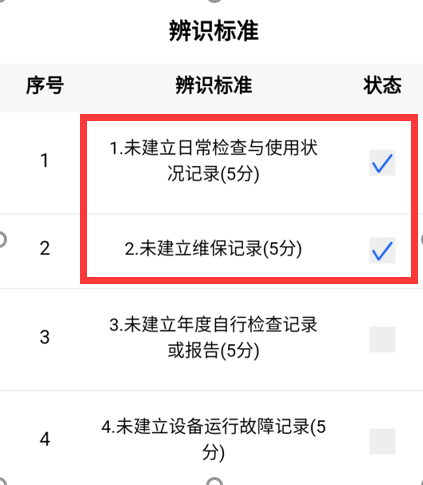 辨识标准
序号 辨识标准 状态
1 1.未建立日常检查与使用状
况记录(5分)
2 2.未建立维保记录(5分)
3 3.未建立年度自行检查记录
或报告(5分)
4 4.未建立设备运行故障记录(5
分)